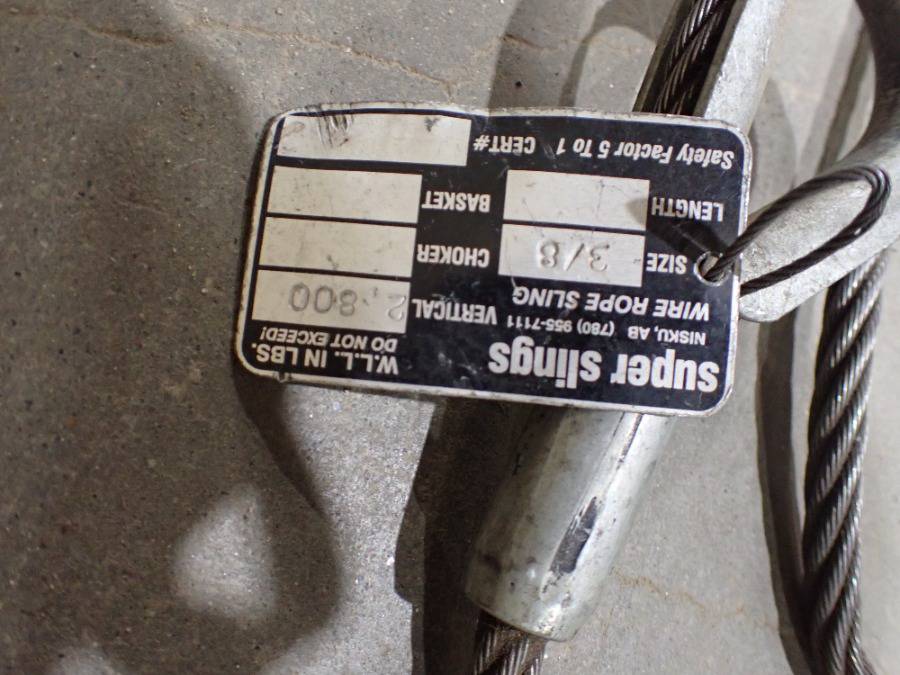 super slings
NISKU, AB (780) 955-7111
WIRE ROPE SLING
SIZE 3/8
LENGTH
Safety Factor 5 To 1 CERT#
W.L.L. IN LBS.
DO NOT EXCEED!
VERTICAL 2,800
CHOKER
BASKET